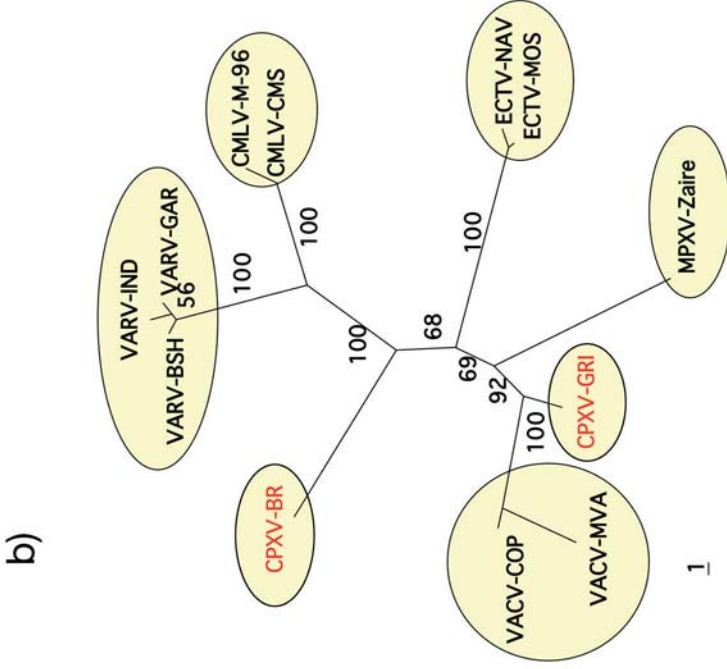 b)
VARV-IND
VARV-GAR
VARV-BSH
56
100
CMLV-M-96
CMLV-CMS
100
100
CPXV-BR
68
100
ECTV-NAV
ECTV-MOS
69
92
MPXV-Zaire
100
CPXV-GRI
VACV-COP
VACV-MVA
1